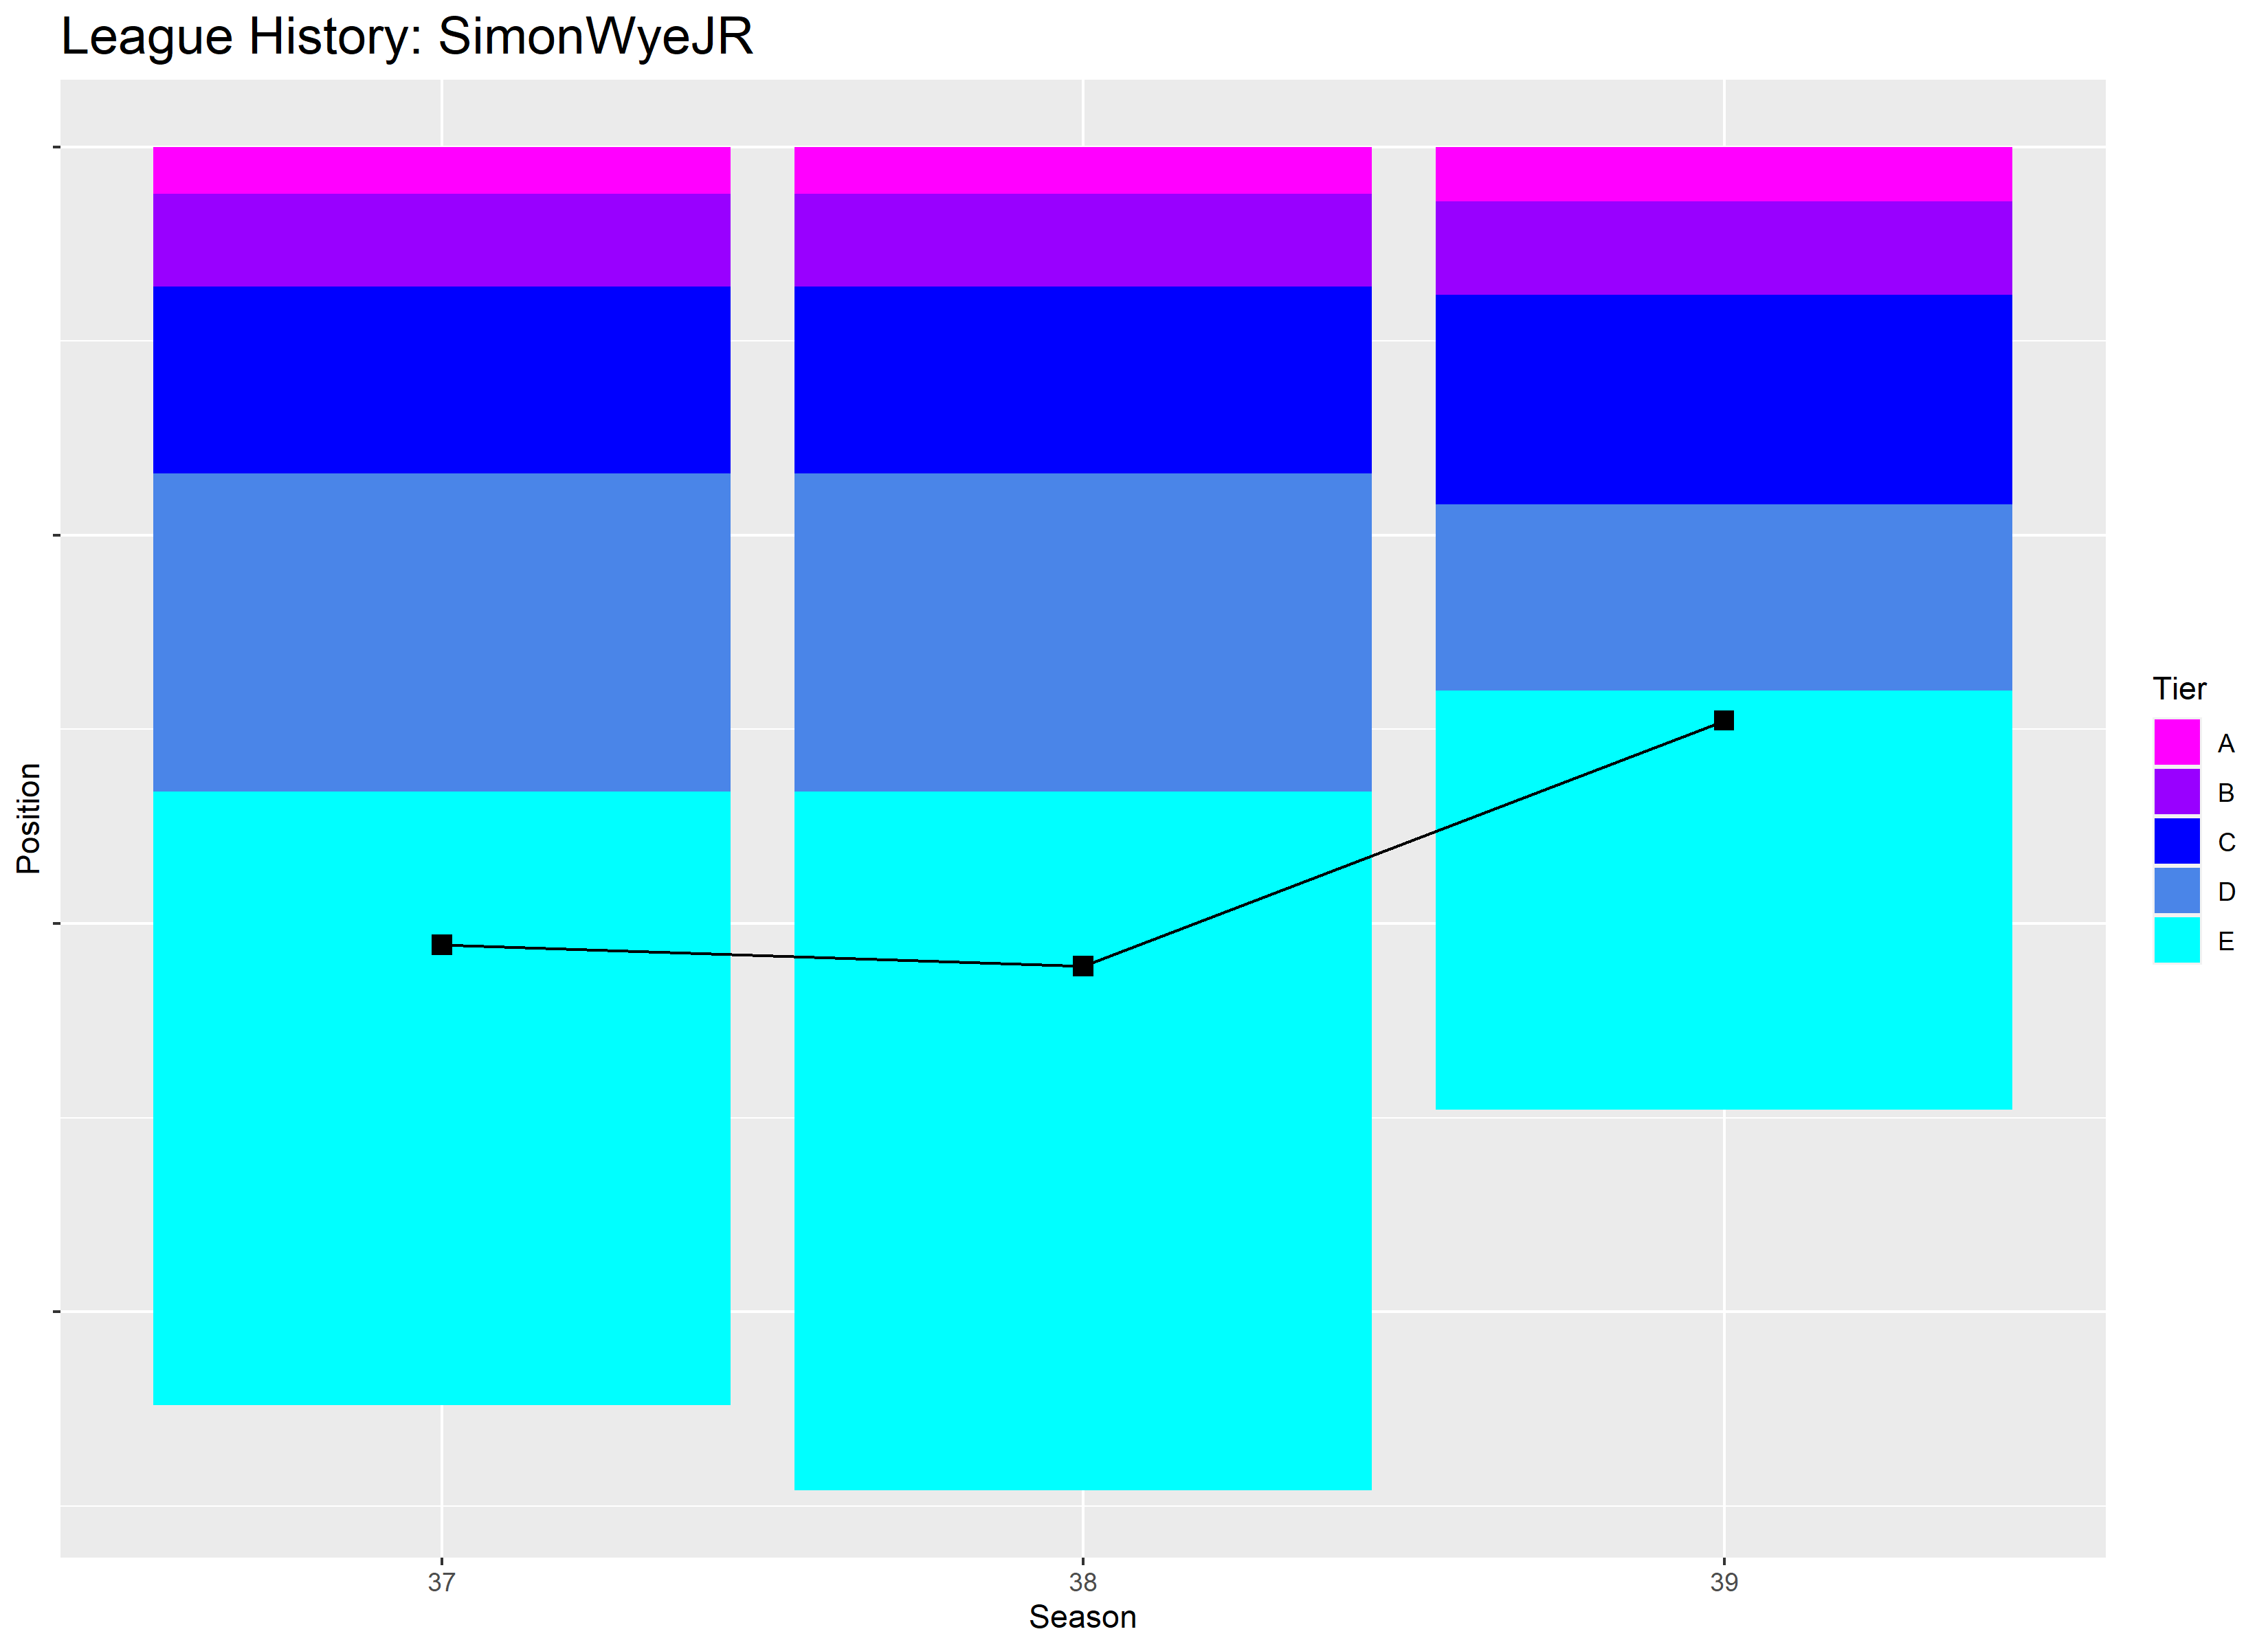 League History: SimonWyeJR
Position
37
38
39
Season
Tier
A
B
C
D
E